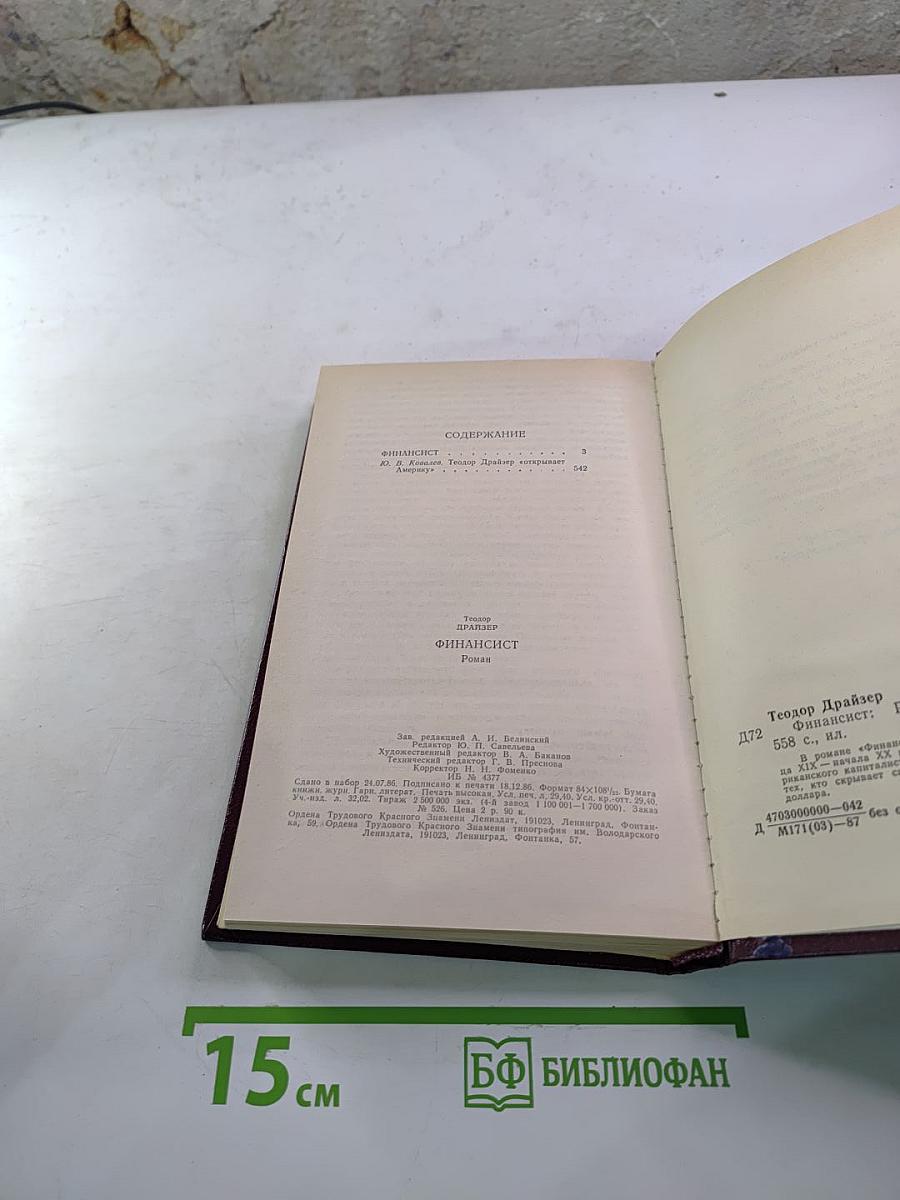 СОДЕРЖАНИЕ
ФИНАНСИСТ . . . . . . . . . . . 3
Ю. В. Ковалев. Теодор Драйзер «открывает
Америку» . . . . . . . . . . . . 542
Теодор
ДРАЙЗЕР
ФИНАНСИСТ
Роман
Зав. редакцией А. И. Белинский
Редактор Ю. П. Савельева
Художественный редактор В. А. Баканов
Технический редактор Г. В. Преснова
Корректор Н. Н. Фоменко
ИБ № 4377
Сдано в набор 24.07.86. Подписано к печати 18.12.86. Формат 84×108¹/₃₂. Бумага
книжн. журн. Гарн. литерат. Печать высокая. Усл. печ. л. 29,40. Усл. кр.-отт. 29,40.
Уч.-изд. л. 32,02. Тираж 2 500 000 экз. (4-й завод 1 100 001—1 700 000). Заказ
№ 526. Цена 2 р. 90 к.
Ордена Трудового Красного Знамени Лениздат, 191023, Ленинград, Фонтан-
ка, 59. Ордена Трудового Красного Знамени типография им. Володарского
Лениздата, 191023, Ленинград, Фонтанка, 57.
Теодор Драйзер
Д72 Финансист:
558 с., ил.
В романе «Финанс
ца XIX — начала XX
риканского капиталис
тех, кто скрывает
доллара.
Д 4703000000—042
М171(03)—87 без
15 см
БФ БИБЛИОФАН